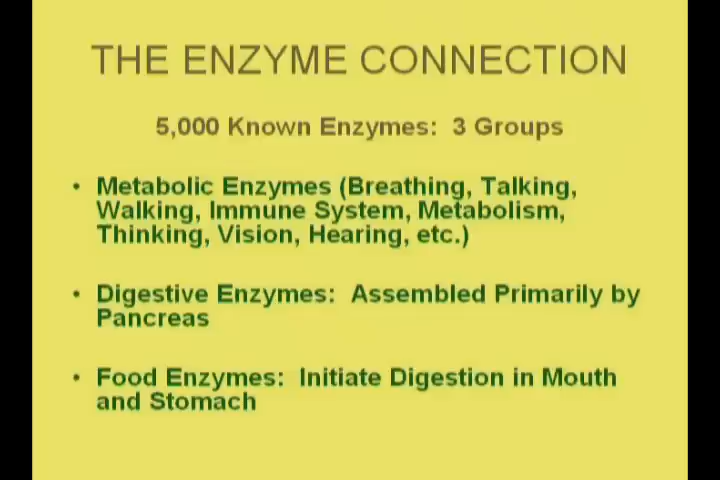 THE ENZYME CONNECTION
5,000 Known Enzymes: 3 Groups
• Metabolic Enzymes (Breathing, Talking,
Walking, Immune System, Metabolism,
Thinking, Vision, Hearing, etc.)
• Digestive Enzymes: Assembled Primarily by
Pancreas
• Food Enzymes: Initiate Digestion in Mouth
and Stomach